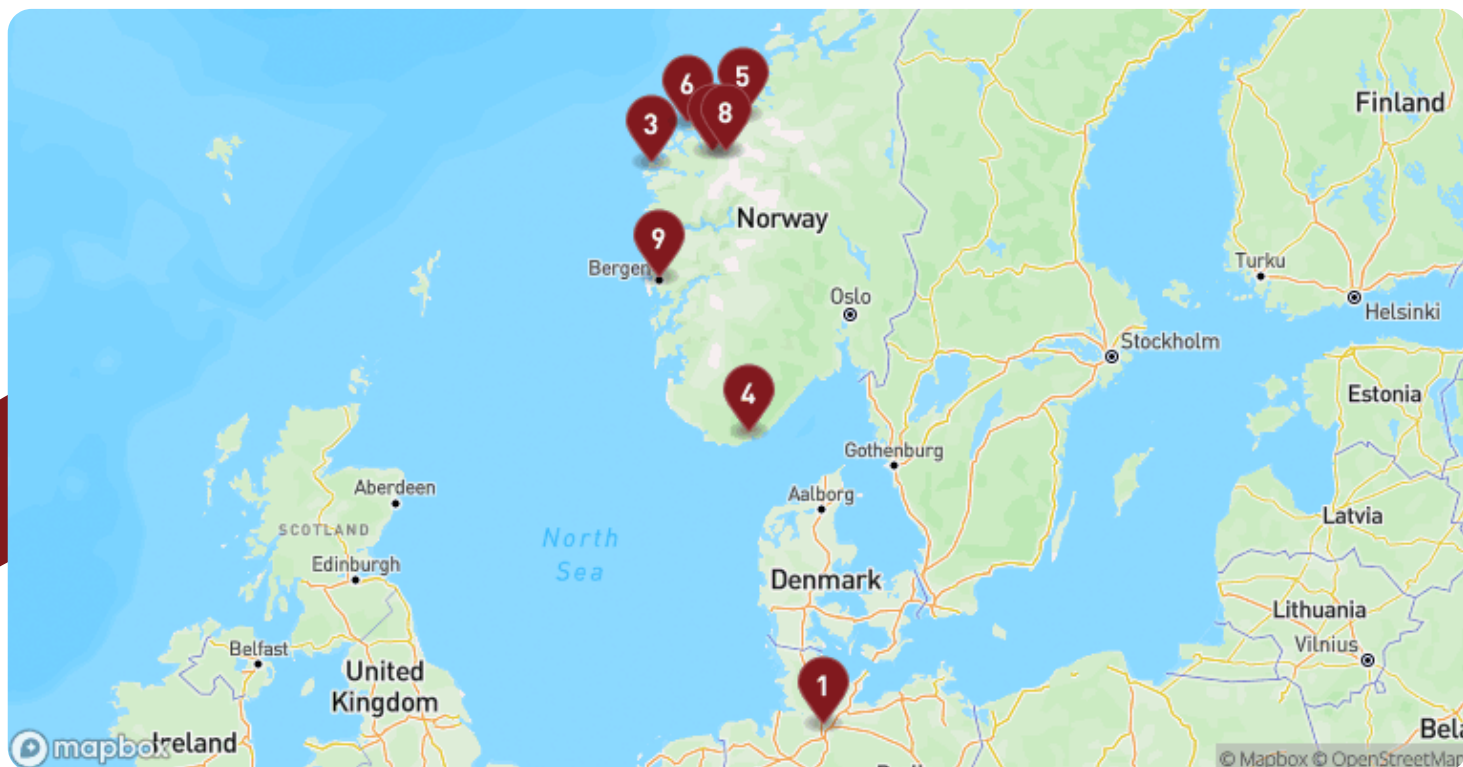 5
6
8
3
Finland
Norway
9
Bergen
Turku
Helsinki
Oslo
Stockholm
4
Estonia
Gothenburg
Aberdeen
Aalborg
SCOTLAND
North
Sea
Latvia
Edinburgh
Denmark
Lithuania
Belfast
Vilnius
United
Kingdom
1
mapbox
Ireland
Bela
© Mapbox © OpenStreetMap